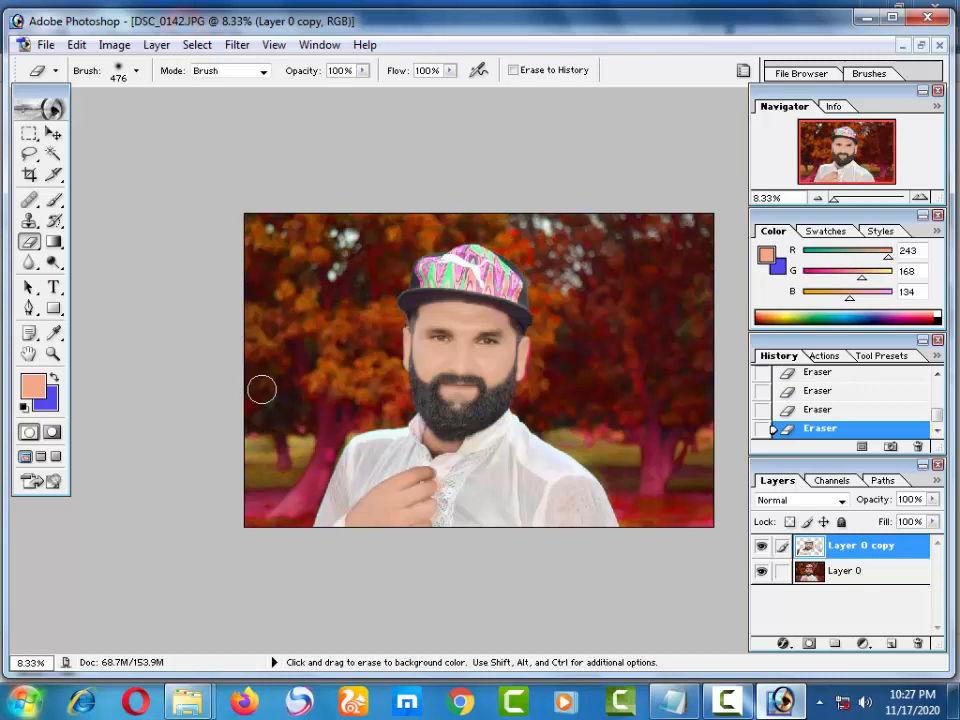 Adobe Photoshop - [DSC_0142.JPG @ 8.33% (Layer 0 copy, RGB)]
File Edit Image Layer Select Filter View Window Help
Brush: 476 Mode: Brush Opacity: 100% Flow: 100% Erase to History File Browser Brushes
Navigator Info
8.33%
Color Swatches Styles
R 243
G 168
B 134
History Actions Tool Presets
Eraser
Eraser
Eraser
Eraser
Layers Channels Paths
Normal Opacity: 100%
Lock: Fill: 100%
Layer 0 copy
Layer 0
8.33% Doc: 68.7M/153.9M Click and drag to erase to background color. Use Shift, Alt, and Ctrl for additional options.
10:27 PM
11/17/2020